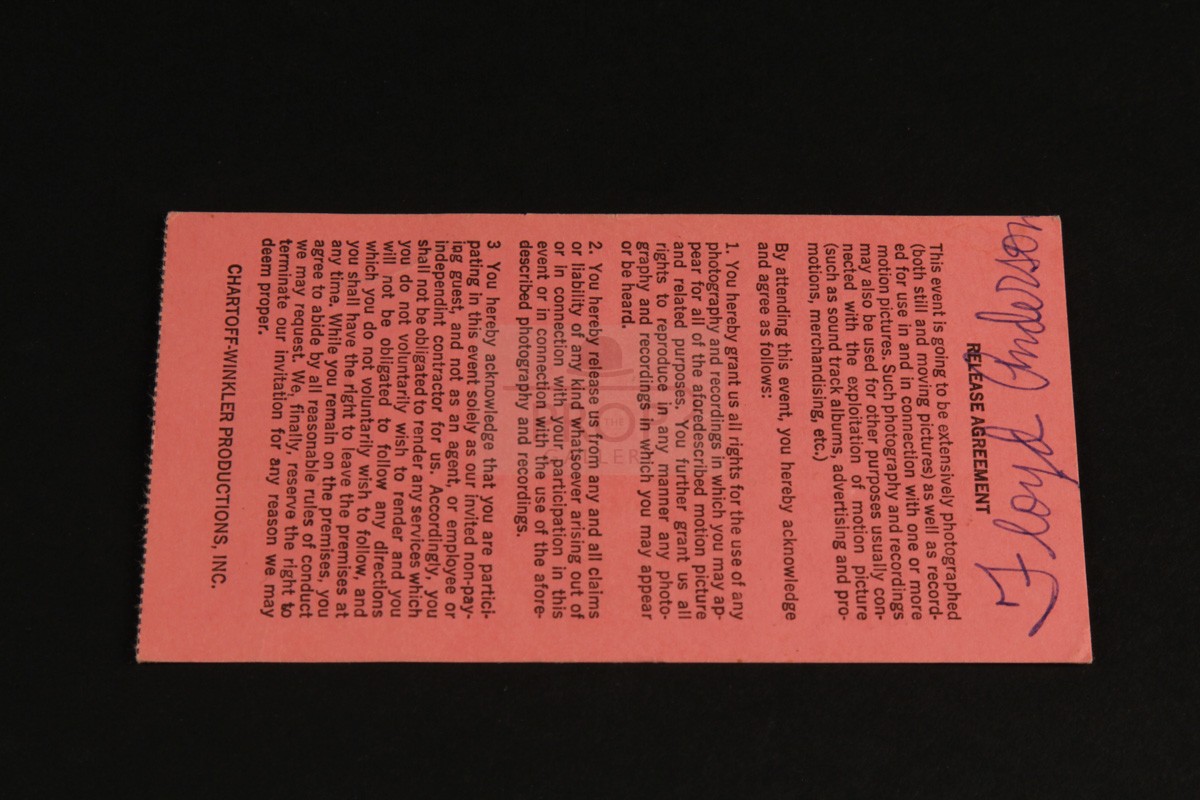 Floyd Anderson
RELEASE AGREEMENT
This event is going to be extensively photographed
(both still and moving pictures) as well as record-
ed for use in and in connection with one or more
motion pictures. Such photography and recordings
may also be used for other purposes usually con-
nected with the exploitation of motion picture
(such as sound track albums, advertising and pro-
motions, merchandising, etc.)
By attending this event, you hereby acknowledge
and agree as follows:
1. You hereby grant us all rights for the use of any
photography and recordings in which you may ap-
pear for all of the aforedescribed motion picture
and related purposes. You further grant us all
rights to reproduce in any manner any photo-
graphy and recordings in which you may appear
or be heard.
2. You hereby release us from any and all claims
or liability of any kind whatsoever arising out of
or in connection with your participation in this
event or in connection with the use of the afore-
described photography and recordings.
3 You hereby acknowledge that you are partici-
pating in this event solely as our invited non-pay-
ing guest, and not as an agent, or employee or
independint contractor for us. Accordingly, you
shall not be obligated to render any services which
you do not voluntarily wish to render and you
will not be obligated to follow any directions
which you do not voluntarily wish to follow, and
you shall have the right to leave the premises at
any time. While you remain on the premises, you
agree to abide by all reasonable rules of conduct
we may request. We, finally, reserve the right to
terminate our invitation for any reason we may
deem proper.
CHARTOFF-WINKLER PRODUCTIONS, INC.